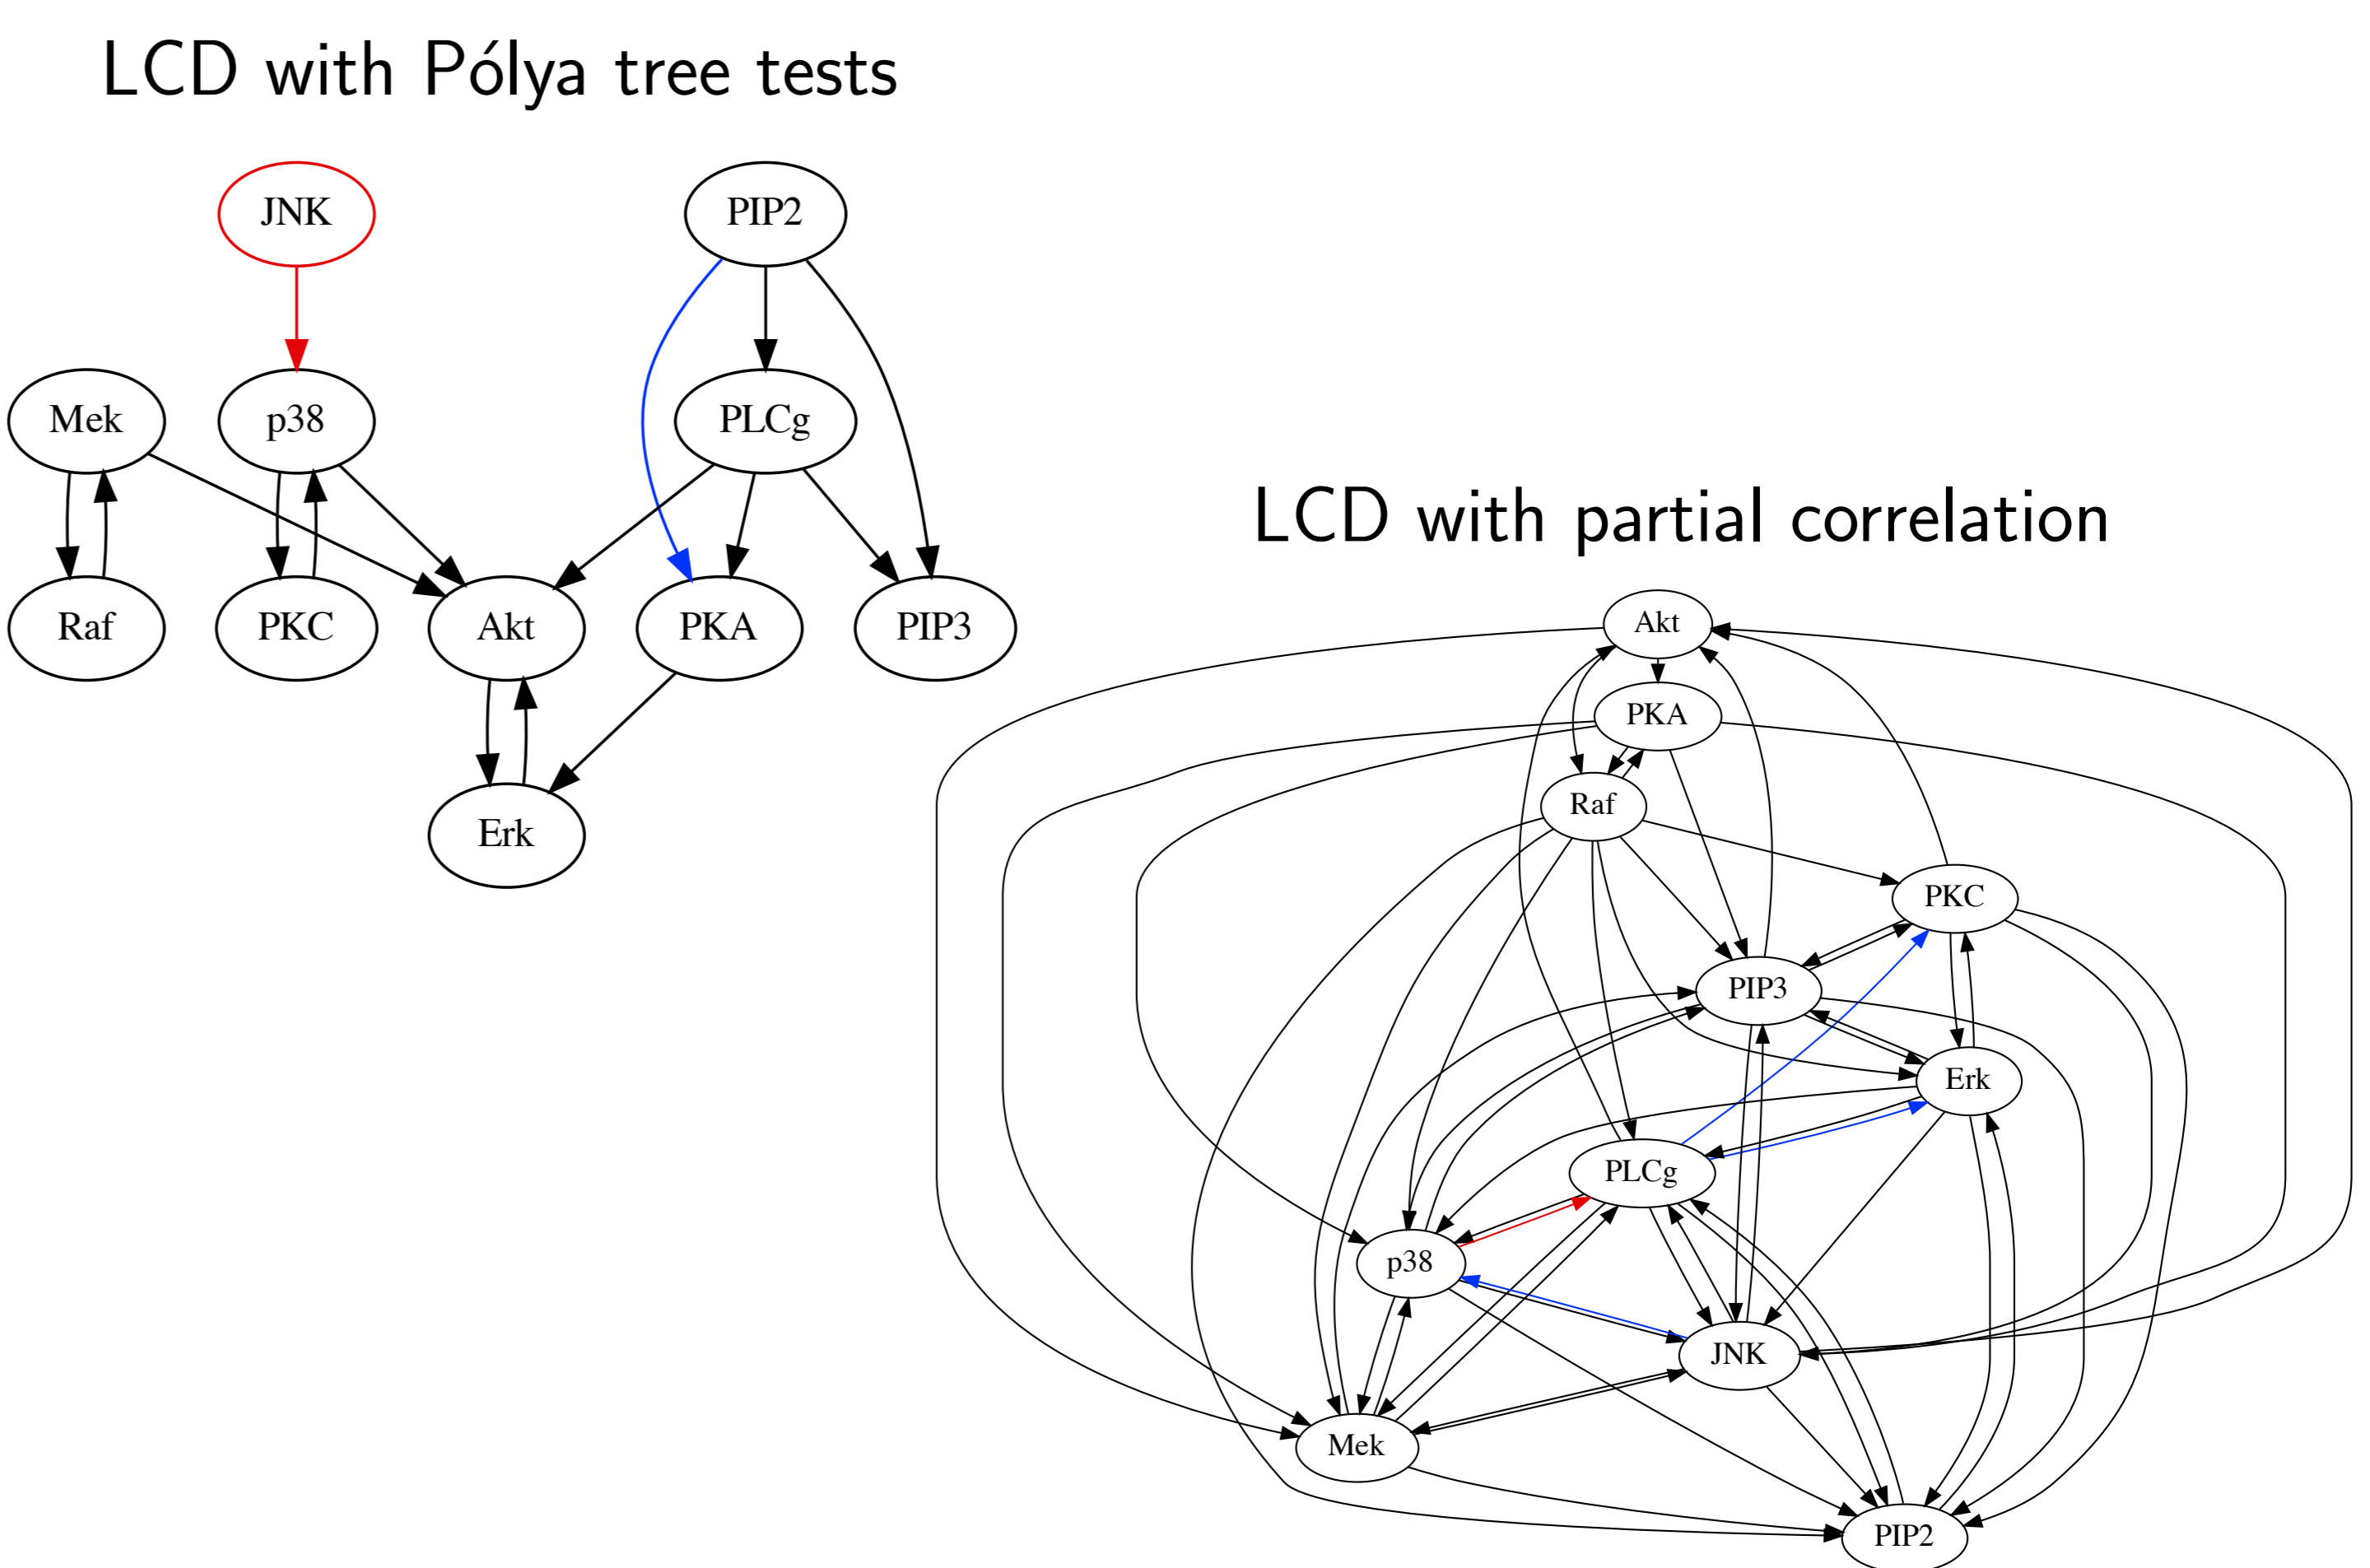 LCD with Pólya tree tests
JNK
PIP2
Mek
p38
PLCg
Raf
PKC
Akt
PKA
PIP3
Erk
LCD with partial correlation
Akt
PKA
Raf
PKC
PIP3
Erk
PLCg
p38
JNK
Mek
PIP2